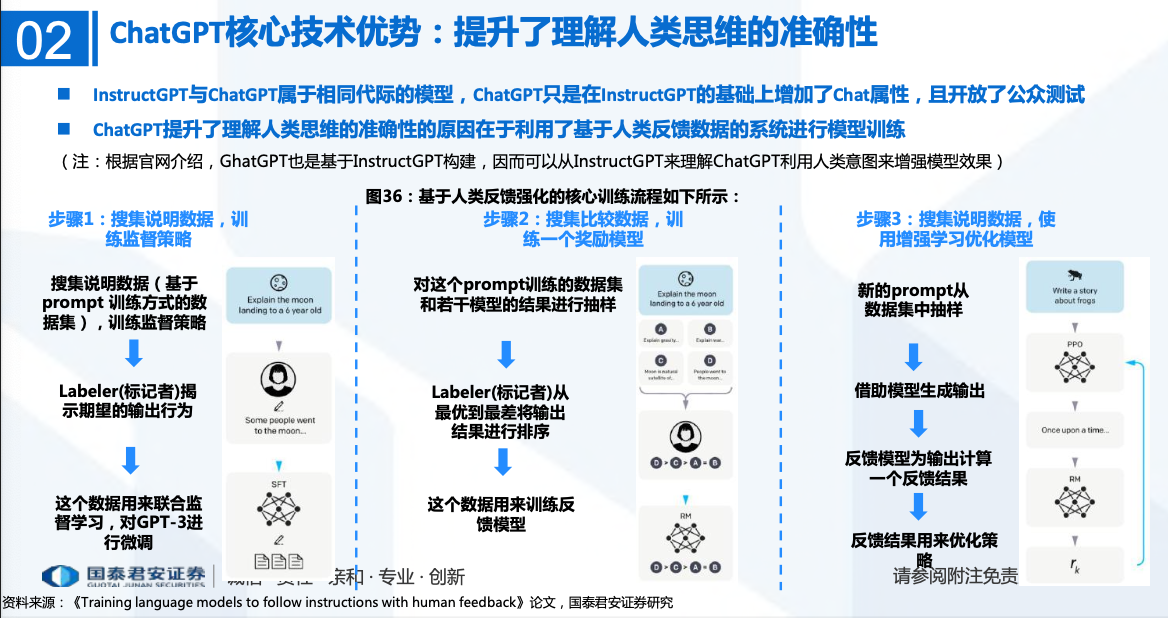 02
ChatGPT核心技术优势：提升了理解人类思维的准确性
InstructGPT与ChatGPT属于相同代际的模型，ChatGPT只是在InstructGPT的基础上增加了Chat属性，且开放了公众测试
ChatGPT提升了理解人类思维的准确性的原因在于利用了基于人类反馈数据的系统进行模型训练
（注：根据官网介绍，GhatGPT也是基于InstructGPT构建，因而可以从InstructGPT来理解ChatGPT利用人类意图来增强模型效果）
图36：基于人类反馈强化的核心训练流程如下所示：
步骤1：搜集说明数据，训
练监督策略
搜集说明数据（基于
prompt 训练方式的数
据集），训练监督策略
Labeler(标记者)揭
示期望的输出行为
这个数据用来联合监
督学习，对GPT-3进
行微调
Explain the moon
landing to a 6 year old
Some people went
to the moon...
SFT
步骤2：搜集比较数据，训
练一个奖励模型
对这个prompt训练的数据集
和若干模型的结果进行抽样
Labeler(标记者)从
最优到最差将输出
结果进行排序
这个数据用来训练反
馈模型
Explain the moon
landing to a 6 year old
A
B
Explain gravity...
Explain war...
C
D
Moon is natural
satellite of...
People went to
the moon...
D > C > A = B
RM
D > C > A = B
步骤3：搜集说明数据，使
用增强学习优化模型
新的prompt从
数据集中抽样
借助模型生成输出
反馈模型为输出计算
一个反馈结果
反馈结果用来优化策
略
Write a story
about frogs
PPO
Once upon a time...
RM
rk
国泰君安证券
GUOTAI JUNAN SECURITIES
诚信 · 责任 · 亲和 · 专业 · 创新
请参阅附注免责
资料来源：《Training language models to follow instructions with human feedback》论文，国泰君安证券研究